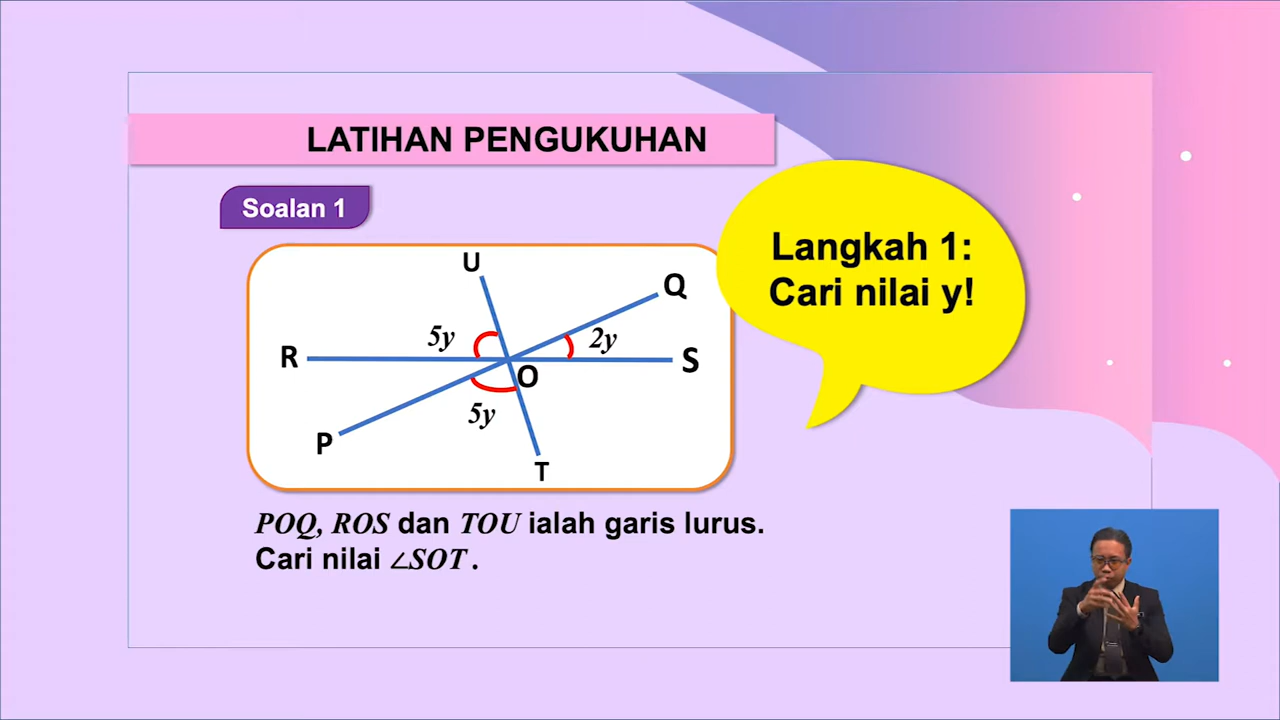 LATIHAN PENGUKUHAN
Soalan 1
Langkah 1:
Cari nilai y!
U
Q
5y
2y
R
S
O
5y
P
T
POQ, ROS dan TOU ialah garis lurus.
Cari nilai ∠SOT .